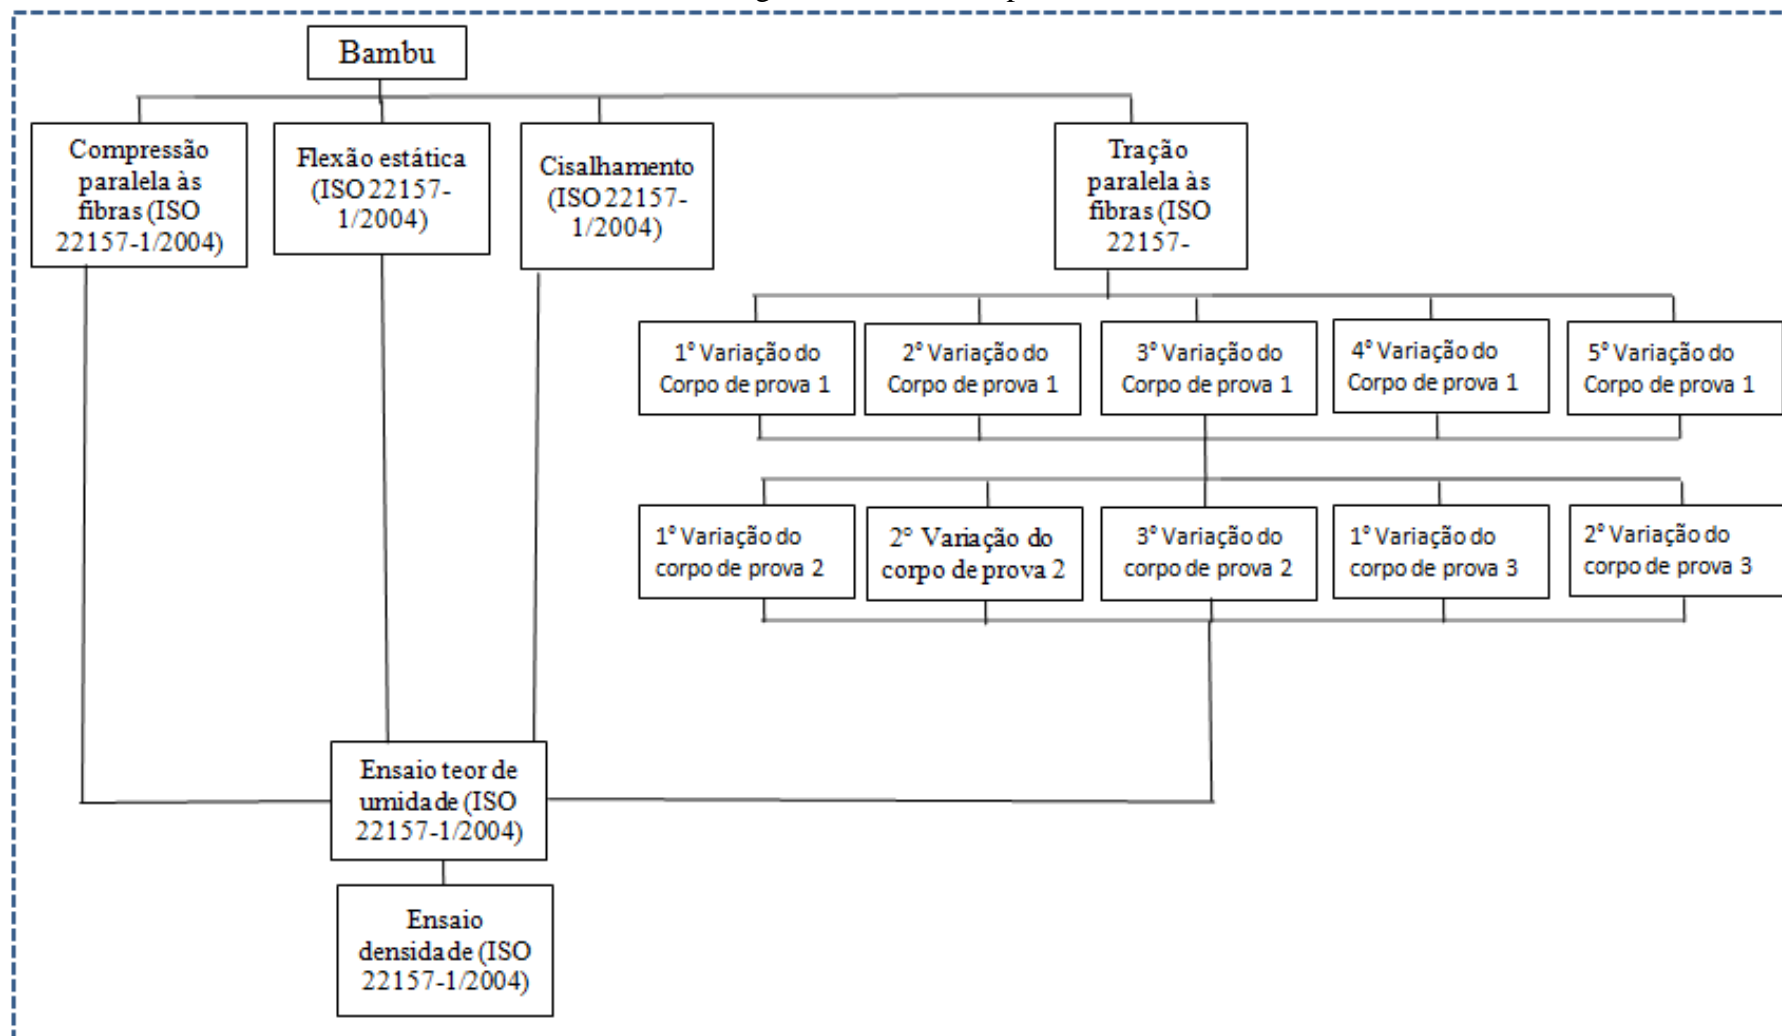 Bambu
Compressão
paralela às
fibras (ISO
22157-1/2004)
Flexão estática
(ISO 22157-
1/2004)
Cisalhamento
(ISO 22157-
1/2004)
Tração
paralela às
fibras (ISO
22157-
1° Variação do
Corpo de prova 1
2° Variação do
Corpo de prova 1
3° Variação do
Corpo de prova 1
4° Variação do
Corpo de prova 1
5° Variação do
Corpo de prova 1
1° Variação do
corpo de prova 2
2° Variação do
corpo de prova 2
3° Variação do
corpo de prova 2
1° Variação do
corpo de prova 3
2° Variação do
corpo de prova 3
Ensaio teor de
umidade (ISO
22157-1/2004)
Ensaio
densidade (ISO
22157-1/2004)